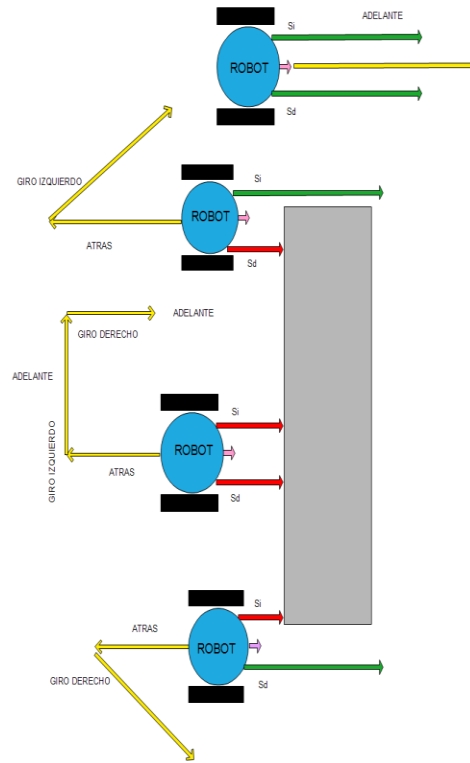 Si
ADELANTE
ROBOT
Sd
GIRO IZQUIERDO
Si
ROBOT
ATRAS
Sd
ADELANTE
GIRO DERECHO
ADELANTE
Si
ROBOT
GIRO IZQUIERDO
ATRAS
Sd
Si
ATRAS
ROBOT
GIRO DERECHO
Sd